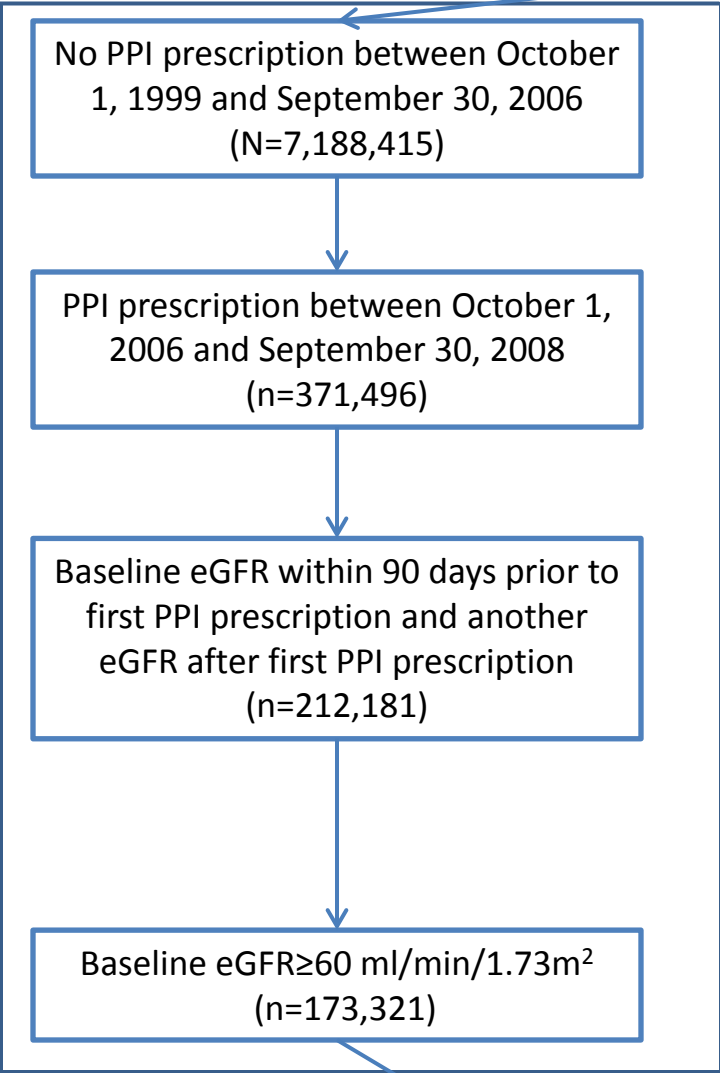 No PPI prescription between October
1, 1999 and September 30, 2006
(N=7,188,415)
PPI prescription between October 1,
2006 and September 30, 2008
(n=371,496)
Baseline eGFR within 90 days prior to
first PPI prescription and another
eGFR after first PPI prescription
(n=212,181)
Baseline eGFR≥60 ml/min/1.73m²
(n=173,321)